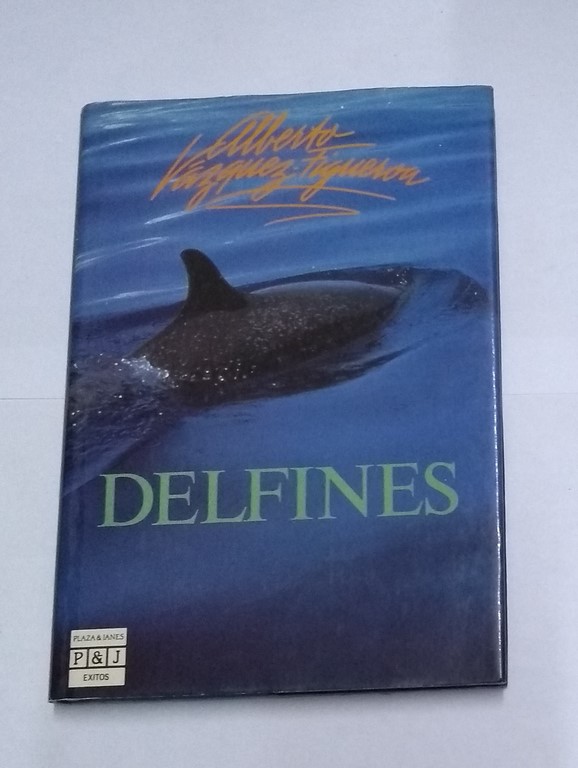 Alberto
Vázquez-Figueroa
DELFINES
PLAZA & JANES
P & J
EXITOS